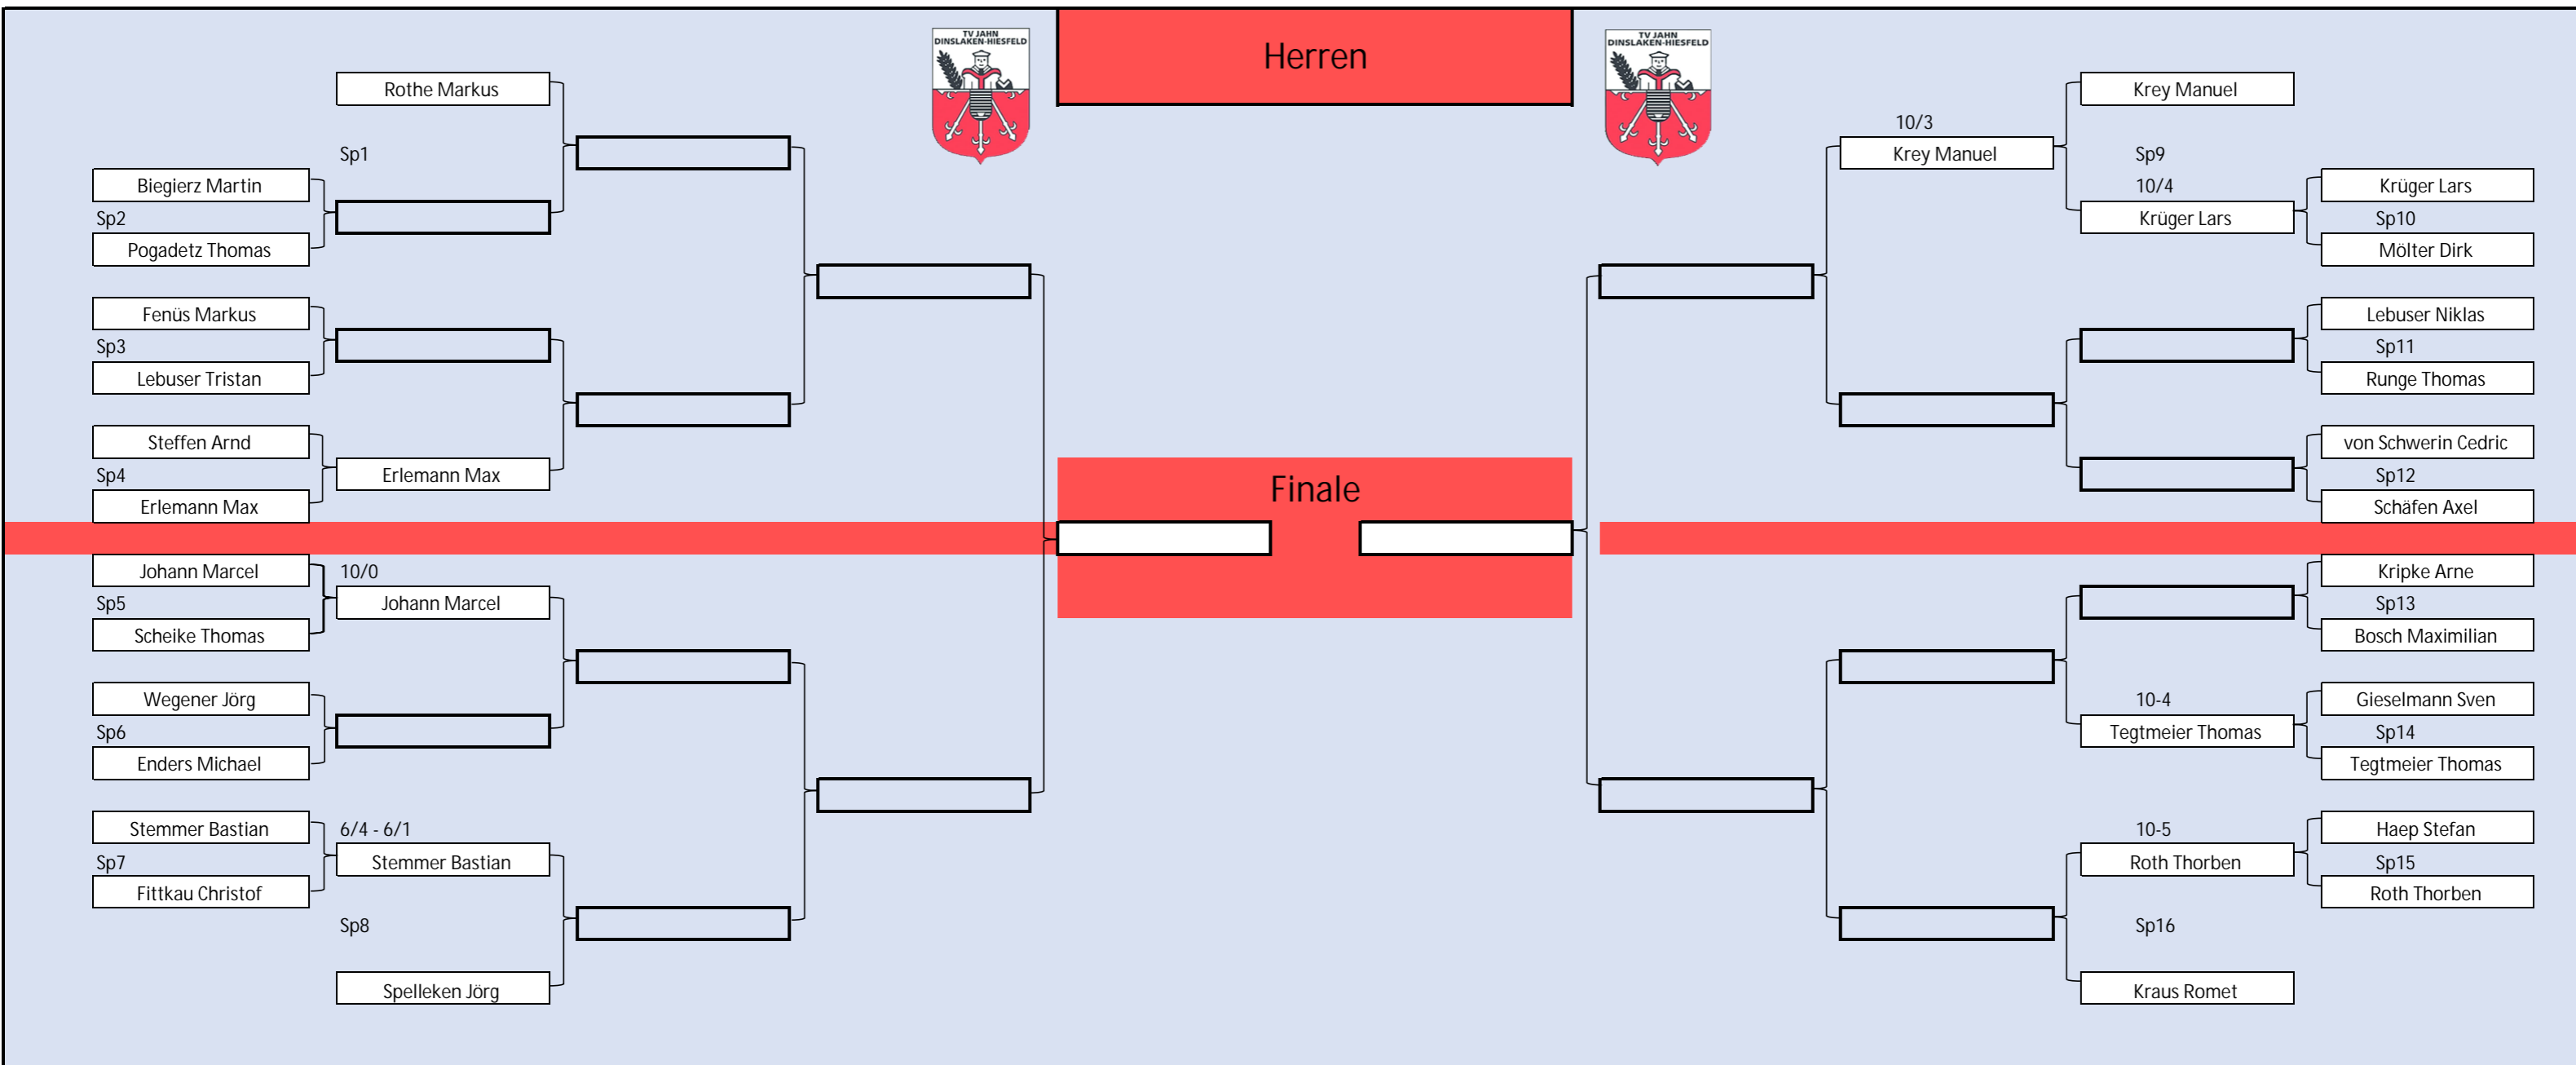 Herren
TV JAHN
DINSLAKEN-HIESFELD
TV JAHN
DINSLAKEN-HIESFELD
Rothe Markus
Sp1
Biegierz Martin
Sp2
Pogadetz Thomas
Fenüs Markus
Sp3
Lebuser Tristan
Steffen Arnd
Sp4
Erlemann Max
Erlemann Max
Johann Marcel
10/0
Sp5
Johann Marcel
Scheike Thomas
Wegener Jörg
Sp6
Enders Michael
Stemmer Bastian
6/4 - 6/1
Sp7
Stemmer Bastian
Fittkau Christof
Sp8
Spelleken Jörg
Finale
Krey Manuel
10/3
Krey Manuel
Sp9
10/4
Krüger Lars
Krüger Lars
Sp10
Mölter Dirk
Lebuser Niklas
Sp11
Runge Thomas
von Schwerin Cedric
Sp12
Schäfen Axel
Kripke Arne
Sp13
Bosch Maximilian
10-4
Gieselmann Sven
Tegtmeier Thomas
Sp14
Tegtmeier Thomas
10-5
Haep Stefan
Roth Thorben
Sp15
Roth Thorben
Sp16
Kraus Romet